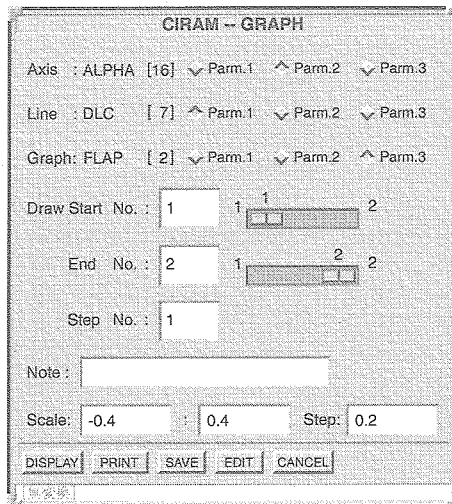 CIRAM -- GRAPH
Axis : ALPHA [16] Parm.1 Parm.2 Parm.3
Line : DLC [ 7] Parm.1 Parm.2 Parm.3
Graph: FLAP [ 2] Parm.1 Parm.2 Parm.3
Draw Start No. : 1 1 1 2
End No. : 2 1 2 2
Step No. : 1
Note :
Scale: -0.4 : 0.4 Step: 0.2
DISPLAY PRINT SAVE EDIT CANCEL